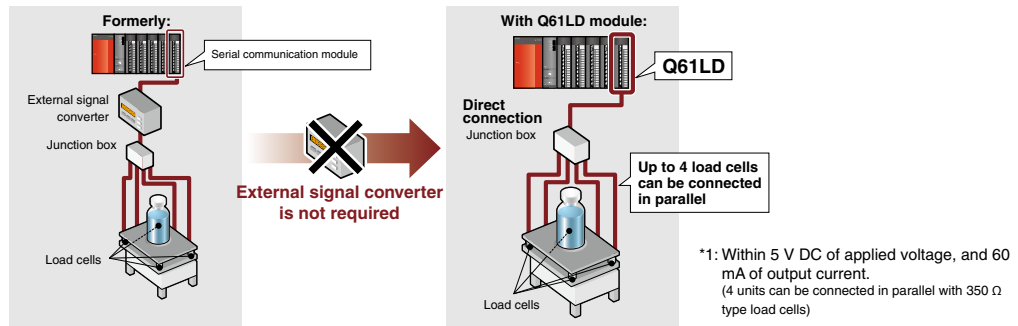 Formerly:
Serial communication module
External signal
converter
Junction box
Load cells
External signal converter
is not required
With Q61LD module:
Q61LD
Direct
connection
Junction box
Up to 4 load cells
can be connected
in parallel
Load cells
*1: Within 5 V DC of applied voltage, and 60
mA of output current.
(4 units can be connected in parallel with 350 Ω
type load cells)